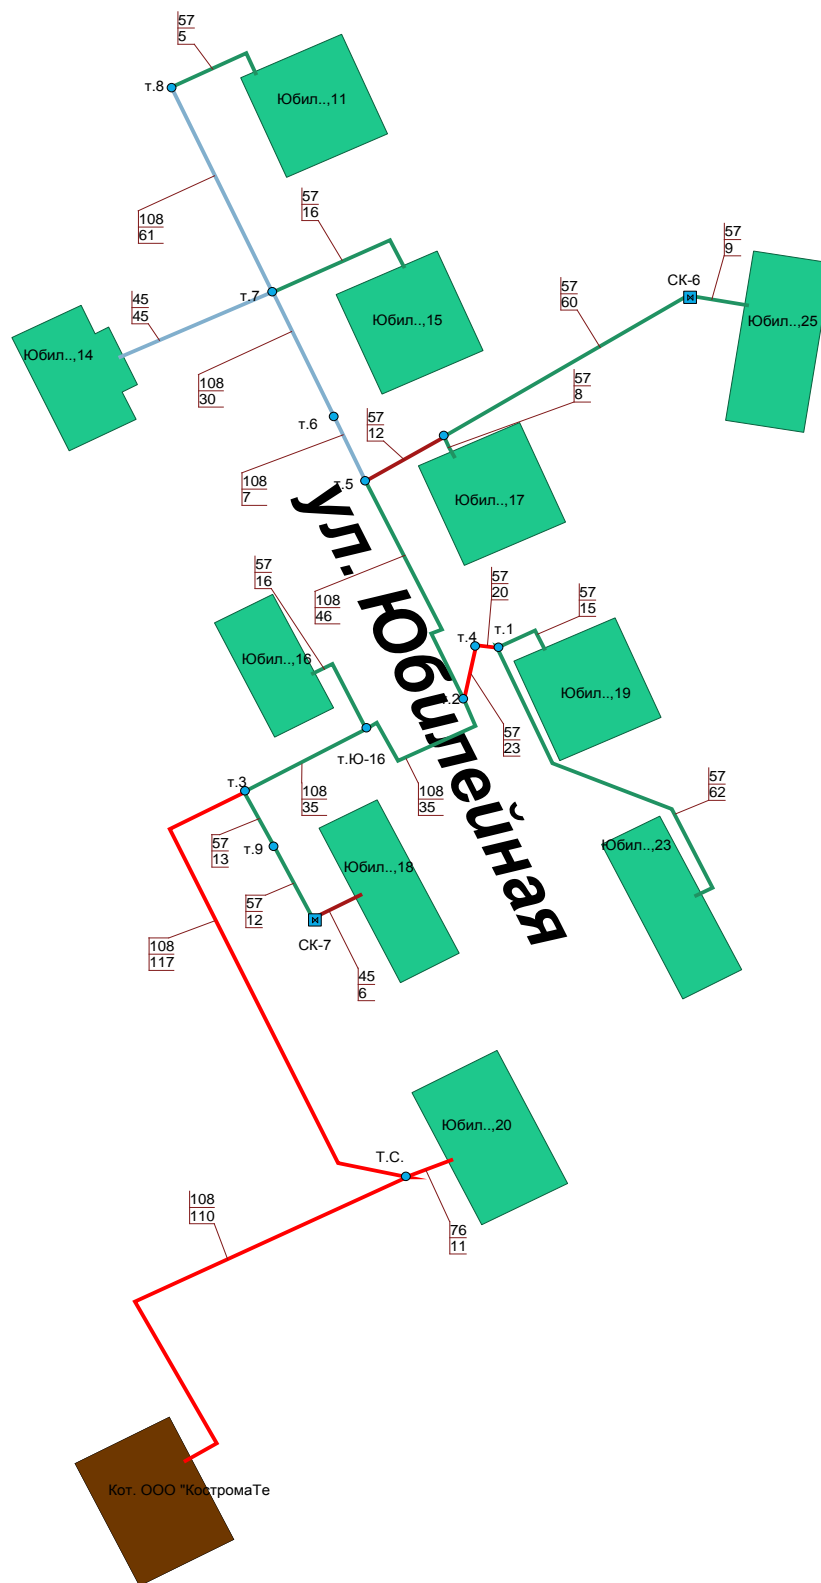 57
5
т.8
Юбил..,11
108
61
57
16
57
9
СК-6
т.7
45
45
57
60
Юбил..,15
Юбил..,25
Юбил..,14
108
30
57
8
57
12
т.6
т.5
108
7
Юбил..,17
ул. Юбилейная
57
16
57
20
57
15
108
46
т.4
т.1
Юбил..,16
т.2
Юбил..,19
57
23
т.Ю-16
т.3
108
35
108
35
57
62
57
13
т.9
Юбил..,18
Юбил..,23
57
12
СК-7
108
117
45
6
Юбил..,20
Т.С.
108
110
76
11
Кот. ООО "КостромаТе